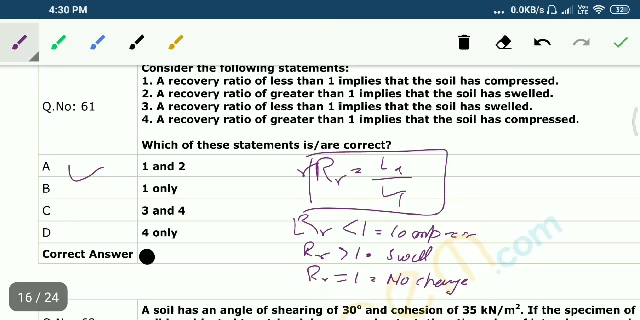 4:30 PM
... 0.0KB/s VoI LTE 32
Consider the following statements:
1. A recovery ratio of less than 1 implies that the soil has compressed.
2. A recovery ratio of greater than 1 implies that the soil has swelled.
Q.No: 61
3. A recovery ratio of less than 1 implies that the soil has swelled.
4. A recovery ratio of greater than 1 implies that the soil has compressed.
Which of these statements is/are correct?
A 1 and 2
B 1 only
C 3 and 4
D 4 only
Correct Answer
Rr =
Rr < 1 =
Rr > 1 . Swell
Rr = 1 = No change
16 / 24
A soil has an angle of shearing of 30° and cohesion of 35 kN/m². If the specimen of